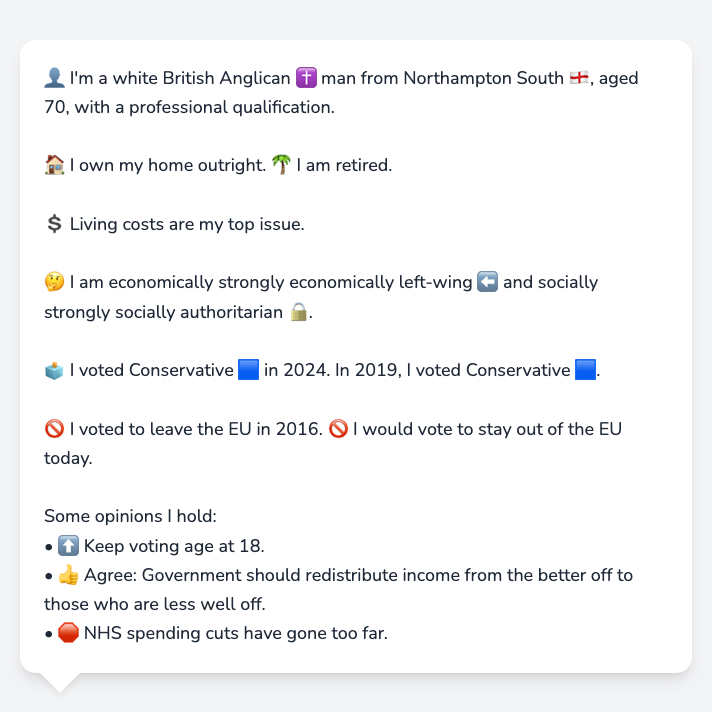 👤 I'm a white British Anglican ✝️ man from Northampton South 🏴󠁧󠁢󠁥󠁮󠁧󠁿, aged
70, with a professional qualification.
🏠 I own my home outright. 🌴 I am retired.
💲 Living costs are my top issue.
🤔 I am economically strongly economically left-wing ⬅️ and socially
strongly socially authoritarian 🔒.
🗳️ I voted Conservative 🟦 in 2024. In 2019, I voted Conservative 🟦.
🚫 I voted to leave the EU in 2016. 🚫 I would vote to stay out of the EU
today.
Some opinions I hold:
• ⬆️ Keep voting age at 18.
• 👍 Agree: Government should redistribute income from the better off to
those who are less well off.
• 🛑 NHS spending cuts have gone too far.